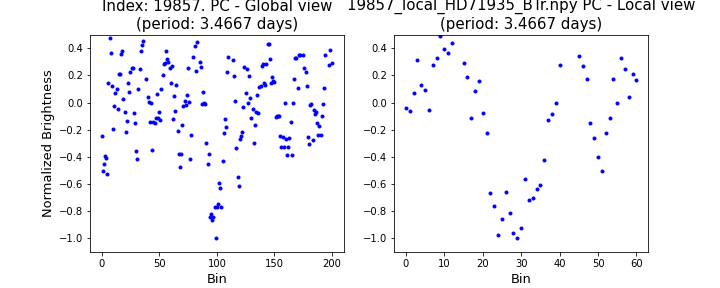 Index: 19857. PC - Global view
(period: 3.4667 days)
19857_local_HD71935_BTr.npy PC - Local view
(period: 3.4667 days)
Normalized Brightness
0.4
0.2
0.0
−0.2
−0.4
−0.6
−0.8
−1.0
0 50 100 150 200
Bin
0.4
0.2
0.0
−0.2
−0.4
−0.6
−0.8
−1.0
0 10 20 30 40 50 60
Bin